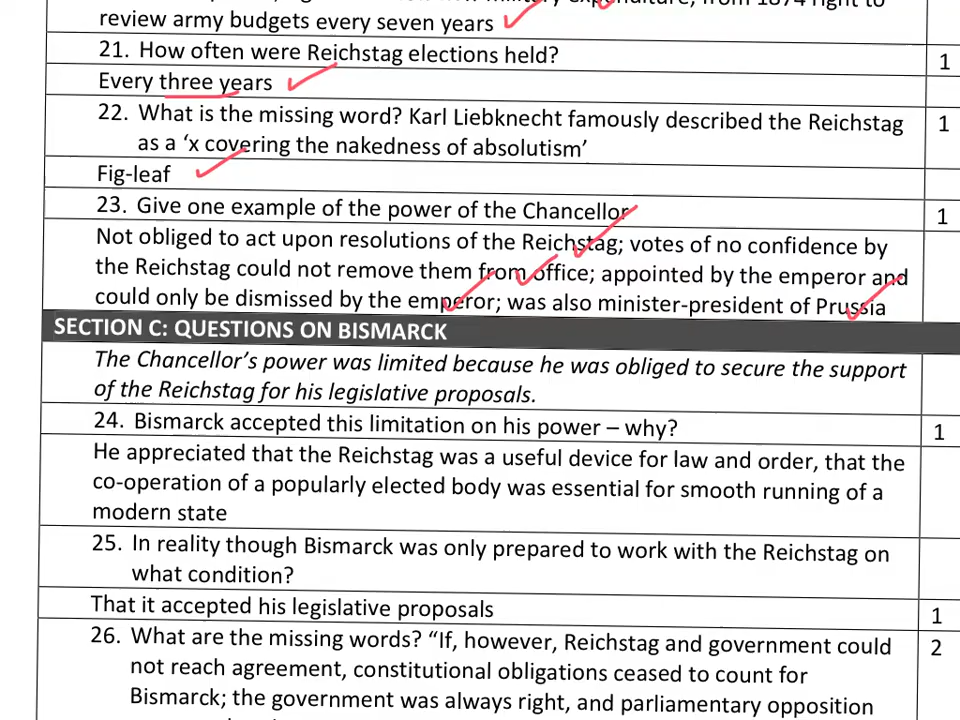 review army budgets every seven years
21. How often were Reichstag elections held?
1
Every three years
22. What is the missing word? Karl Liebknecht famously described the Reichstag
1
as a ‘x covering the nakedness of absolutism’
Fig-leaf
23. Give one example of the power of the Chancellor
1
Not obliged to act upon resolutions of the Reichstag; votes of no confidence by
the Reichstag could not remove them from office; appointed by the emperor and
could only be dismissed by the emperor; was also minister-president of Prussia
SECTION C: QUESTIONS ON BISMARCK
The Chancellor’s power was limited because he was obliged to secure the support
of the Reichstag for his legislative proposals.
24. Bismarck accepted this limitation on his power – why?
1
He appreciated that the Reichstag was a useful device for law and order, that the
co-operation of a popularly elected body was essential for smooth running of a
modern state
25. In reality though Bismarck was only prepared to work with the Reichstag on
what condition?
That it accepted his legislative proposals
1
26. What are the missing words? “If, however, Reichstag and government could
2
not reach agreement, constitutional obligations ceased to count for
Bismarck; the government was always right, and parliamentary opposition